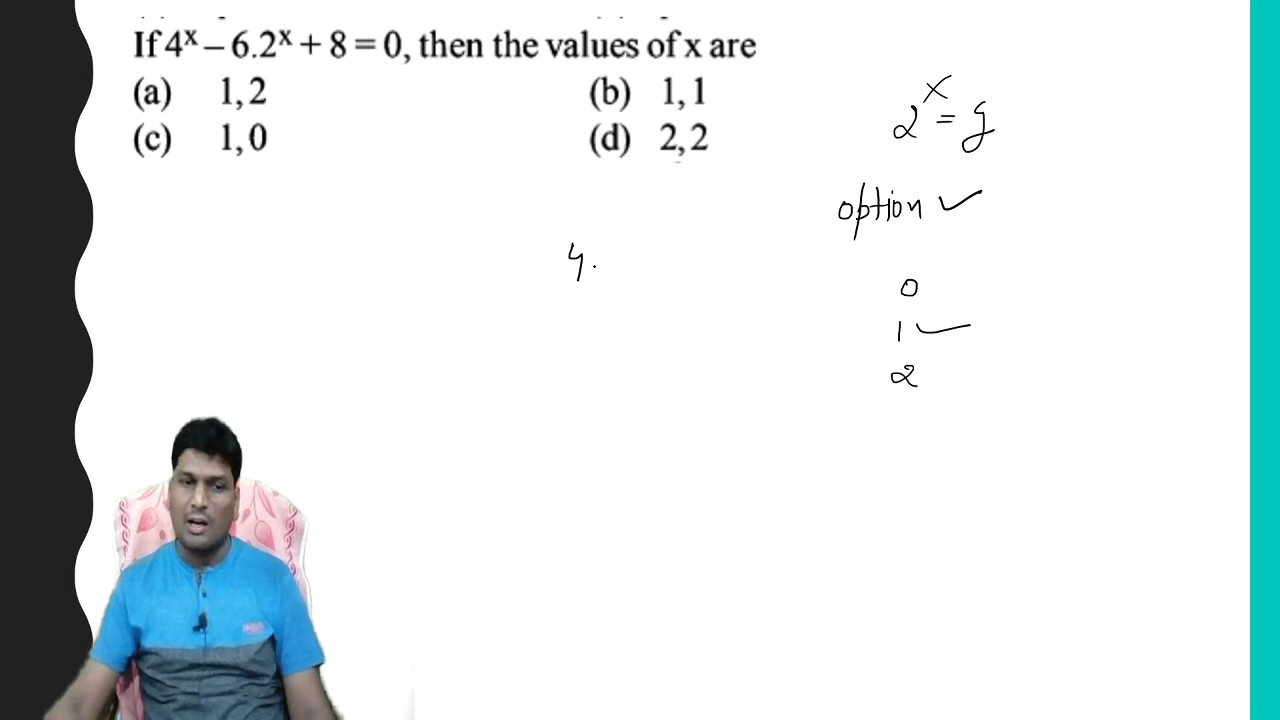 If 4ˣ – 6.2ˣ + 8 = 0, then the values of x are
(a) 1, 2 (b) 1, 1
(c) 1, 0 (d) 2, 2
2ˣ = y
option ✓
4.
0
1 ✓
2